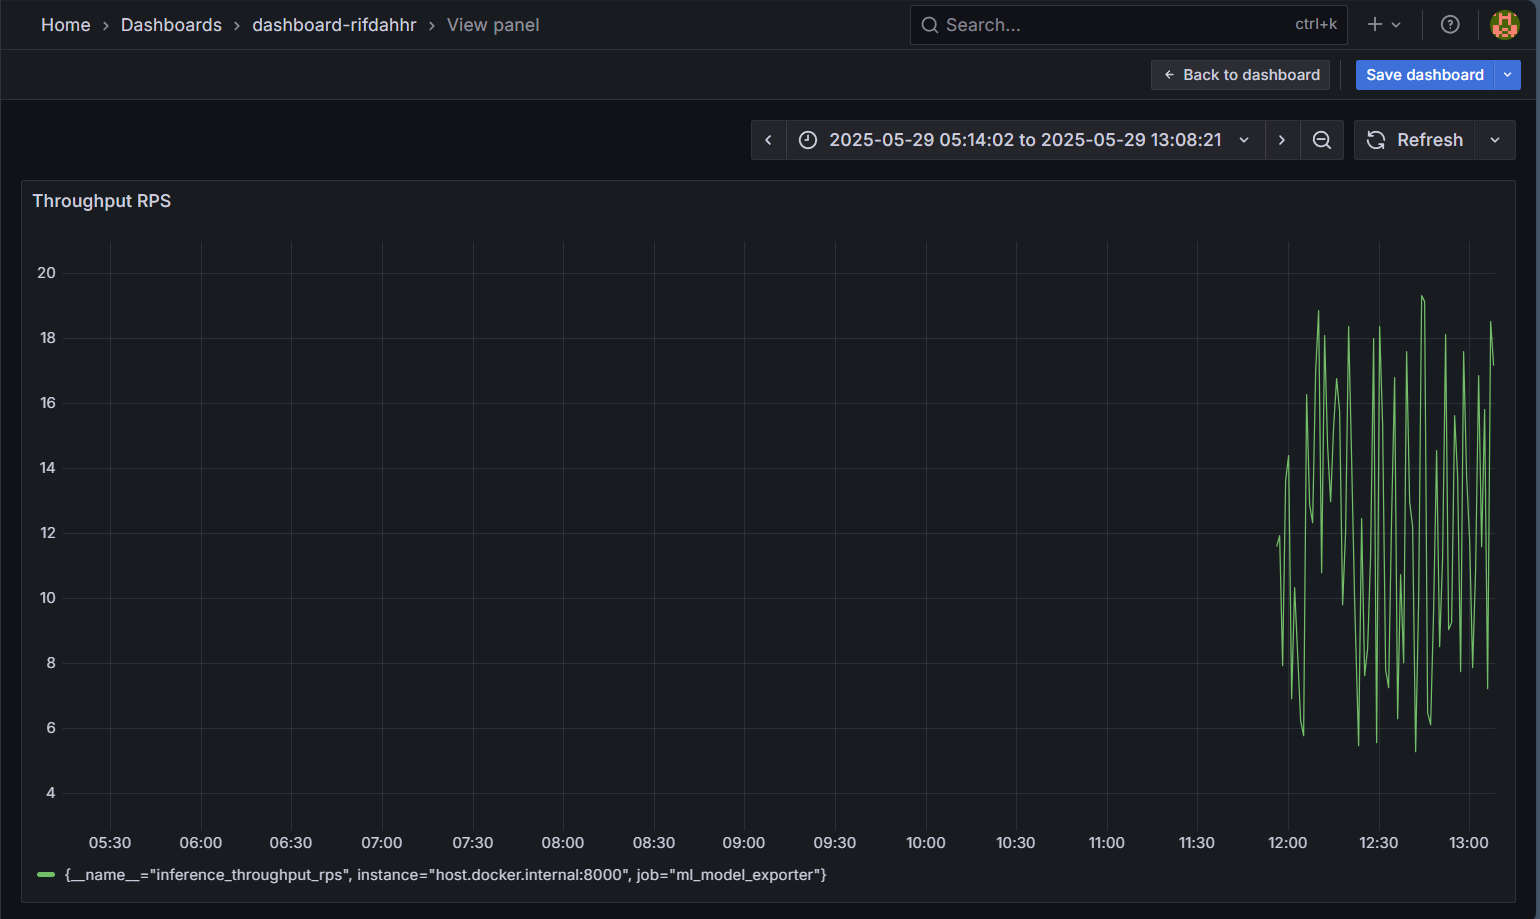 Home › Dashboards › dashboard-rifdahhr › View panel
Search... ctrl+k
Back to dashboard
Save dashboard
2025-05-29 05:14:02 to 2025-05-29 13:08:21
Refresh
Throughput RPS
20
18
16
14
12
10
8
6
4
05:30 06:00 06:30 07:00 07:30 08:00 08:30 09:00 09:30 10:00 10:30 11:00 11:30 12:00 12:30 13:00
{__name__="inference_throughput_rps", instance="host.docker.internal:8000", job="ml_model_exporter"}